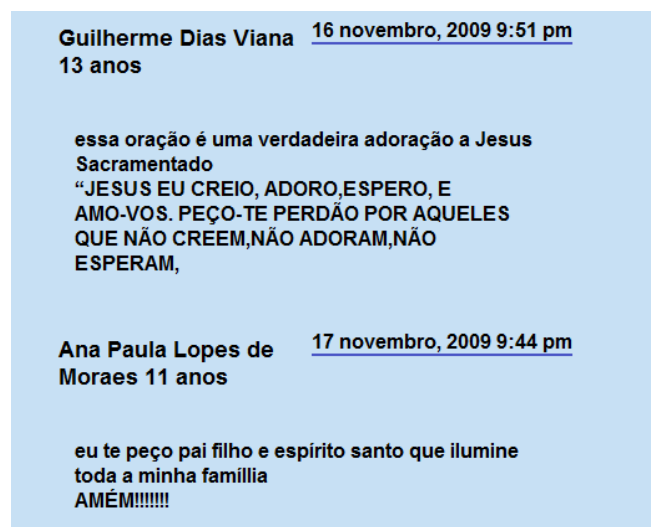 Guilherme Dias Viana 16 novembro, 2009 9:51 pm
13 anos
essa oração é uma verdadeira adoração a Jesus
Sacramentado
“JESUS EU CREIO, ADORO,ESPERO, E
AMO-VOS. PEÇO-TE PERDÃO POR AQUELES
QUE NÃO CREEM,NÃO ADORAM,NÃO
ESPERAM,
Ana Paula Lopes de 17 novembro, 2009 9:44 pm
Moraes 11 anos
eu te peço pai filho e espírito santo que ilumine
toda a minha famíllia
AMÉM!!!!!!!